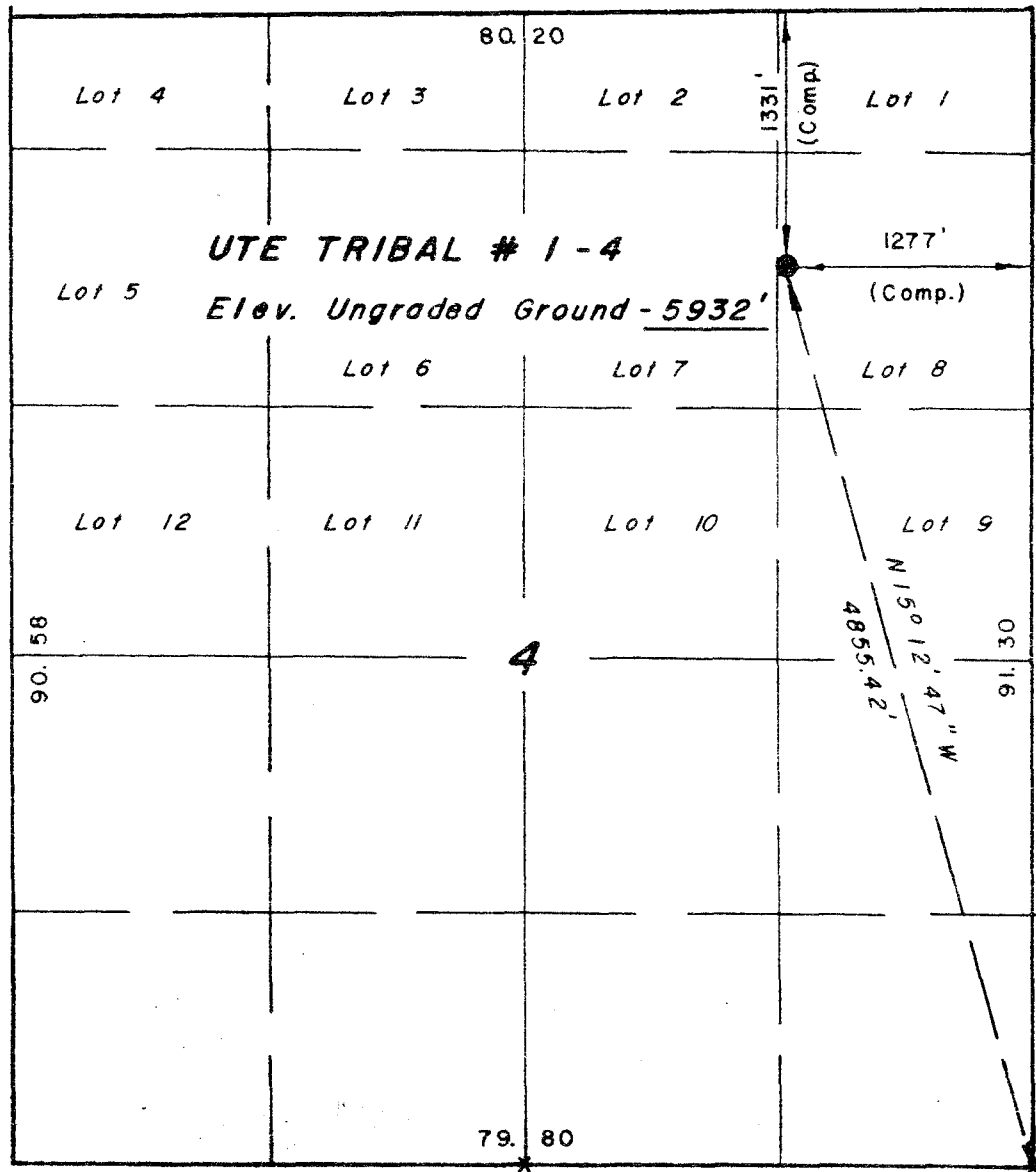 80. 20
Lot 4 Lot 3 Lot 2 Lot 1
1331'
(Comp.)
UTE TRIBAL # 1 - 4
1277'
(Comp.)
Lot 5
Elev. Ungraded Ground - 5932'
Lot 6 Lot 7 Lot 8
Lot 12 Lot 11 Lot 10 Lot 9
N 15° 12' 47" W
4855.42'
90. 58
4
91. 30
79. 80